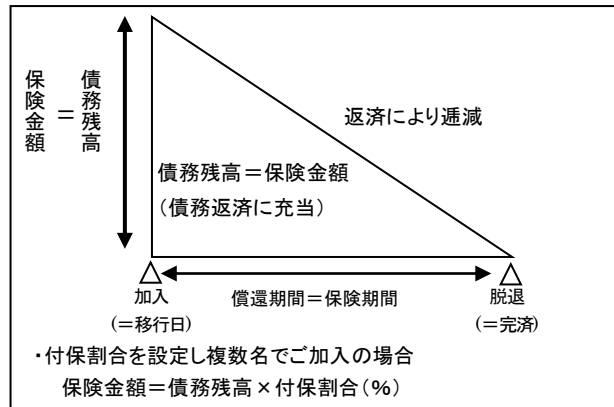 保険金額
=
債務残高
返済により逓減
債務残高=保険金額
(債務返済に充当)
加入
(=移行日)
償還期間=保険期間
脱退
(=完済)
・付保割合を設定し複数名でご加入の場合
保険金額=債務残高×付保割合(%)